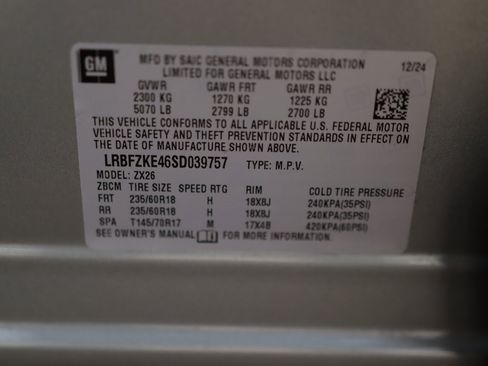 GM
MFD BY SAIC GENERAL MOTORS CORPORATION 12/24
LIMITED FOR GENERAL MOTORS LLC
GVWR GAWR FRT GAWR RR
2300 KG 1270 KG 1225 KG
5070 LB 2799 LB 2700 LB
THIS VEHICLE CONFORMS TO ALL APPLICABLE U.S. FEDERAL MOTOR
VEHICLE SAFETY AND THEFT PREVENTION STANDARDS IN EFFECT ON
THE DATE OF MANUFACTURE SHOWN ABOVE.
LRBFZKE46SD039757 TYPE: M.P.V.
MODEL: ZX26
ZBCM TIRE SIZE SPEED RTG RIM COLD TIRE PRESSURE
FRT 235/60R18 H 18X8J 240KPA(35PSI)
RR 235/60R18 H 18X8J 240KPA(35PSI)
SPA T145/70R17 M 17X4B 420KPA(60PSI)
SEE OWNER'S MANUAL FOR MORE INFORMATION.